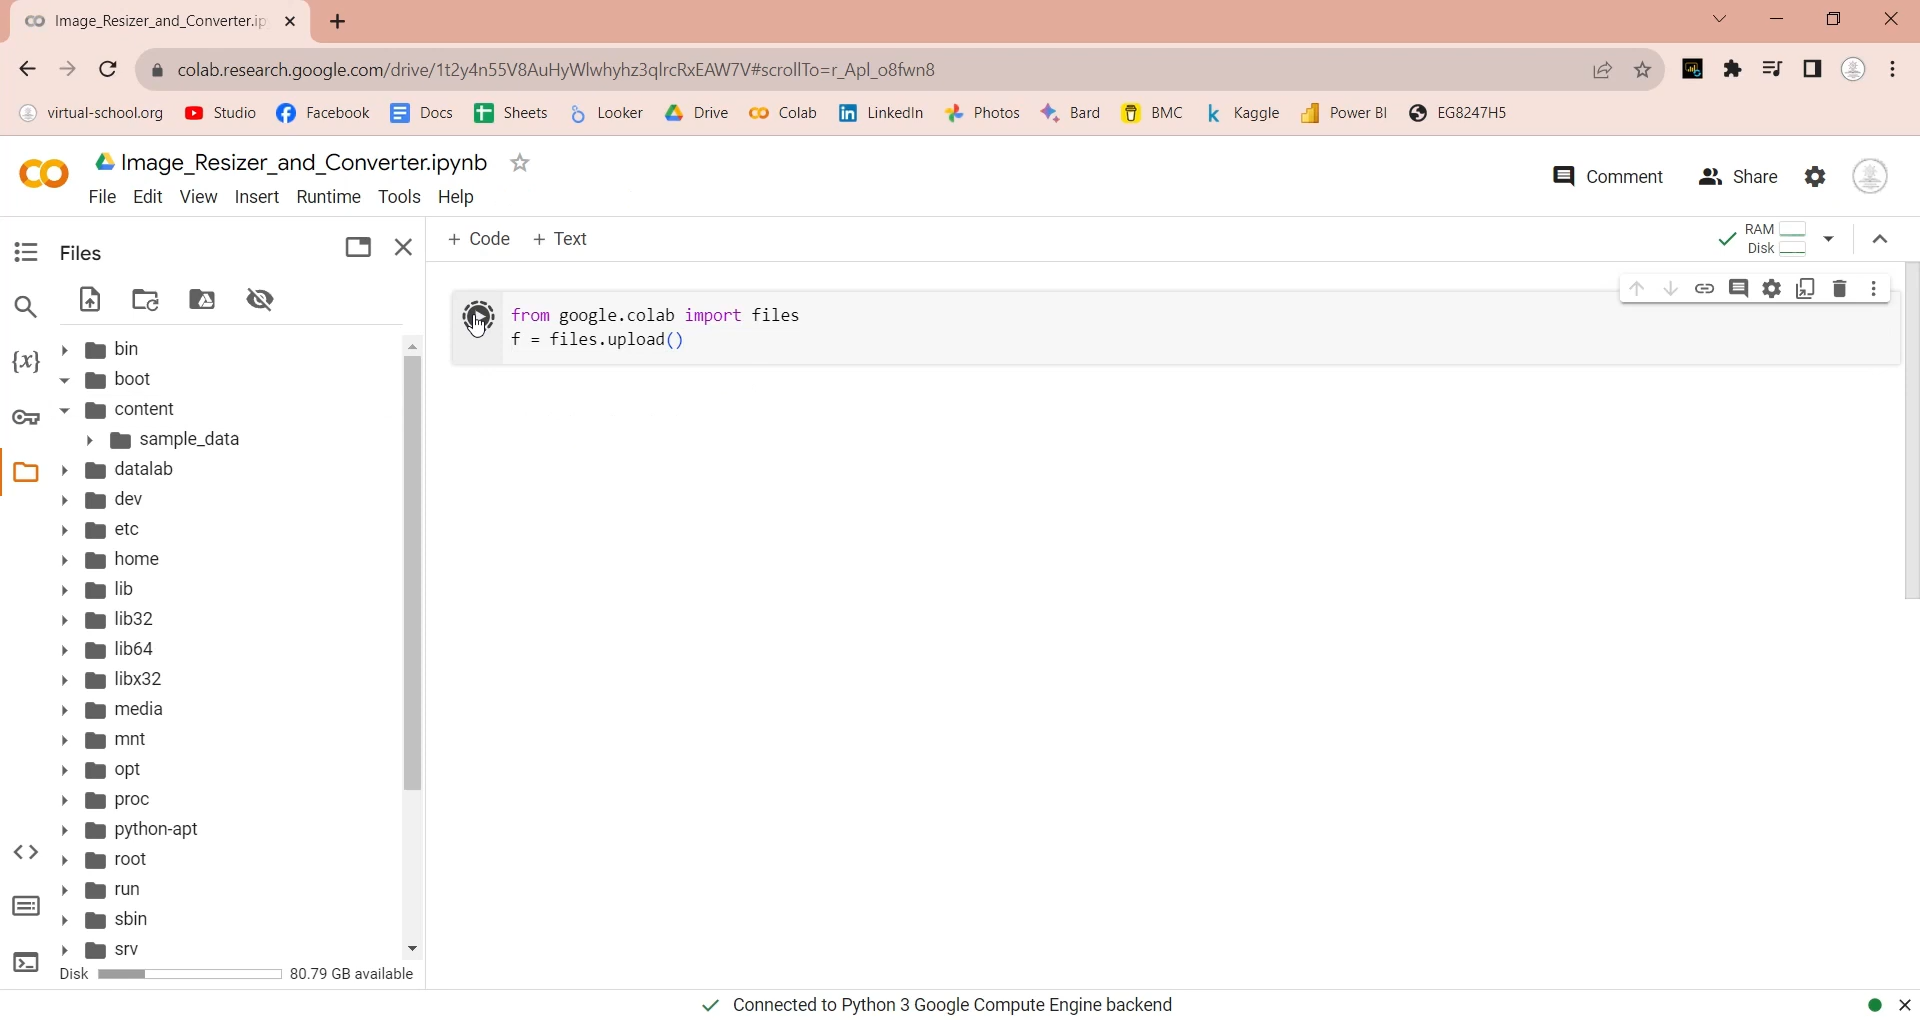 Image_Resizer_and_Converter.ip
colab.research.google.com/drive/1t2y4n55V8AuHyWlwhyhz3qlrcRxEAW7V#scrollTo=r_Apl_o8fwn8
virtual-school.org Studio Facebook Docs Sheets Looker Drive Colab LinkedIn Photos Bard BMC Kaggle Power BI EG8247H5
Image_Resizer_and_Converter.ipynb
File Edit View Insert Runtime Tools Help
Comment Share
Files
+ Code + Text
RAM
Disk
from google.colab import files
f = files.upload()
{x}
bin
boot
content
sample_data
datalab
dev
etc
home
lib
lib32
lib64
libx32
media
mnt
opt
proc
python-apt
root
run
sbin
srv
Disk 80.79 GB available
Connected to Python 3 Google Compute Engine backend